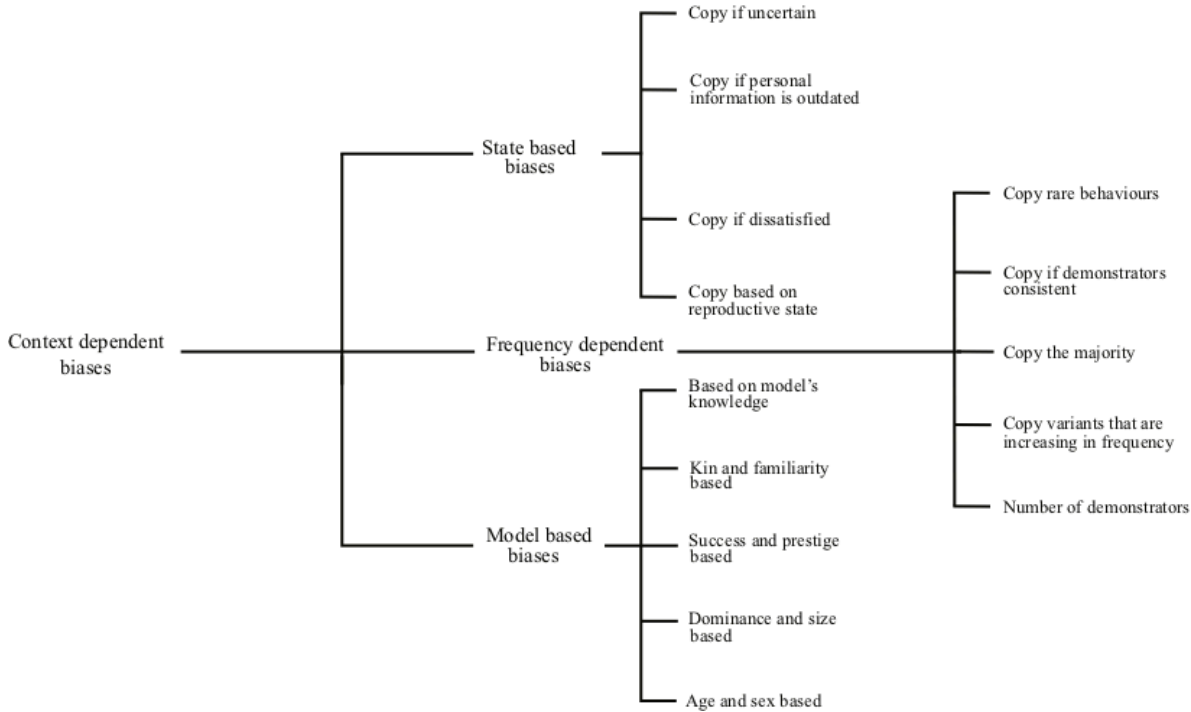 Copy if uncertain
Copy if personal
information is outdated
State based
biases
Copy if dissatisfied
Copy based on
reproductive state
Context dependent
biases
Frequency dependent
biases
Copy rare behaviours
Copy if demonstrators
consistent
Copy the majority
Copy variants that are
increasing in frequency
Number of demonstrators
Model based
biases
Based on model’s
knowledge
Kin and familiarity
based
Success and prestige
based
Dominance and size
based
Age and sex based